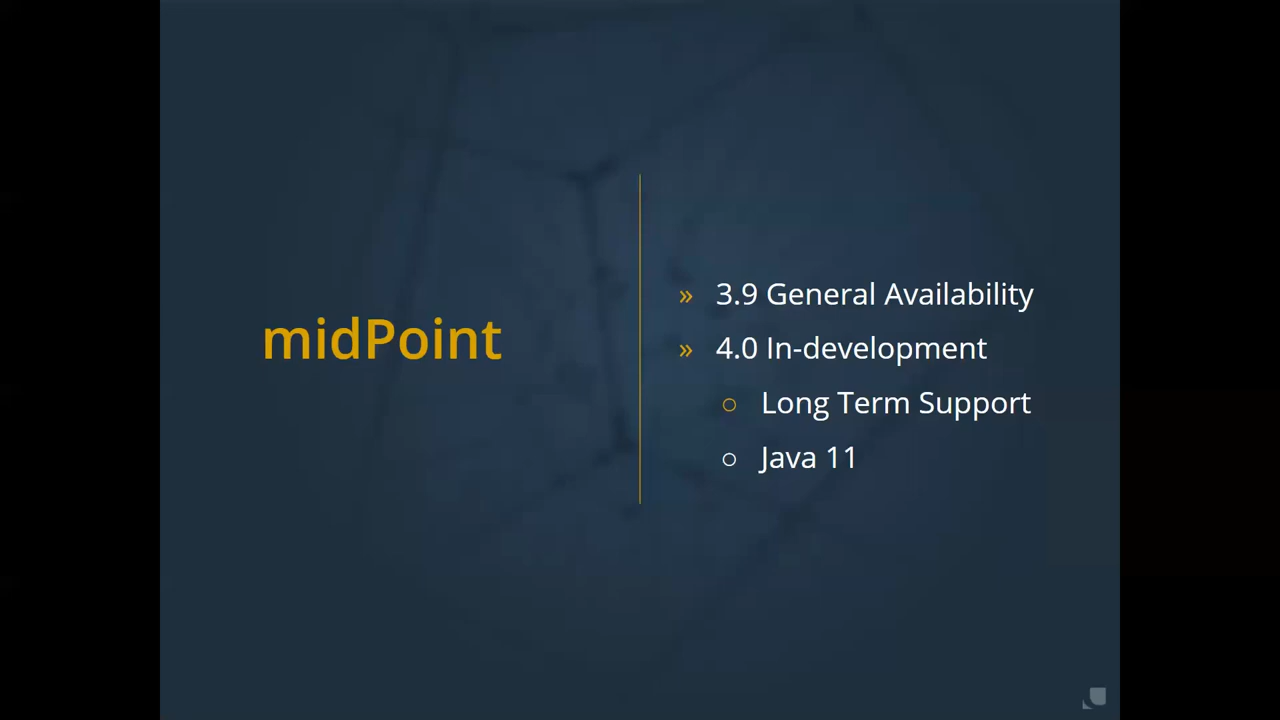 midPoint
» 3.9 General Availability
» 4.0 In-development
○ Long Term Support
○ Java 11